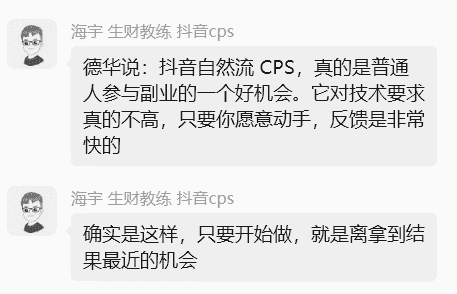 海宇 生财教练 抖音cps
德华说：抖音自然流 CPS，真的是普通
人参与副业的一个好机会。它对技术要求
真的不高，只要你愿意动手，反馈是非常
快的
海宇 生财教练 抖音cps
确实是这样，只要开始做，就是离拿到结
果最近的机会